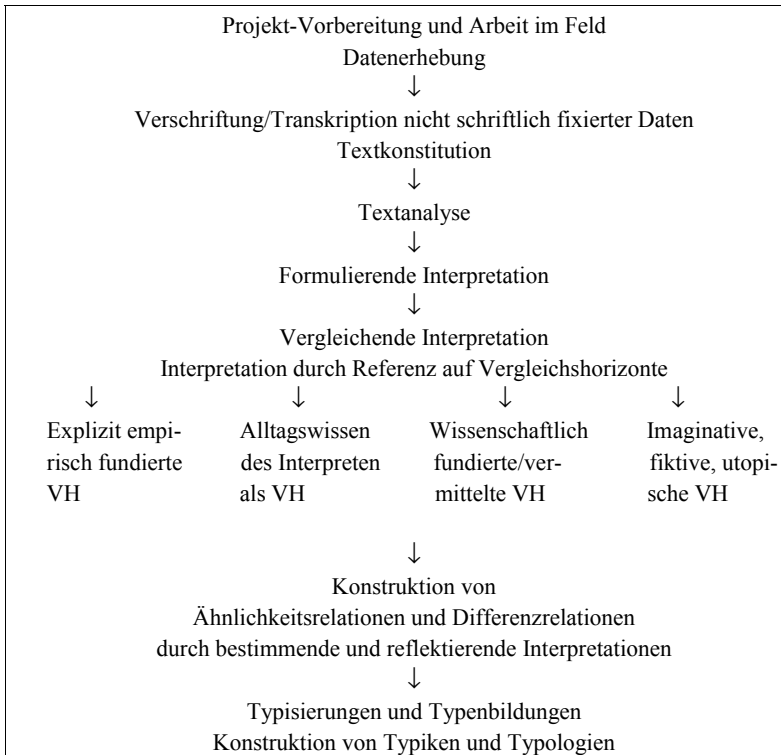 Projekt-Vorbereitung und Arbeit im Feld
Datenerhebung
↓
Verschriftung/Transkription nicht schriftlich fixierter Daten
Textkonstitution
↓
Textanalyse
↓
Formulierende Interpretation
↓
Vergleichende Interpretation
Interpretation durch Referenz auf Vergleichshorizonte
↓ ↓ ↓ ↓
Explizit empi-
risch fundierte
VH
Alltagswissen
des Interpreten
als VH
Wissenschaftlich
fundierte/ver-
mittelte VH
Imaginative,
fiktive, utopi-
sche VH
↓
Konstruktion von
Ähnlichkeitsrelationen und Differenzrelationen
durch bestimmende und reflektierende Interpretationen
↓
Typisierungen und Typenbildungen
Konstruktion von Typiken und Typologien